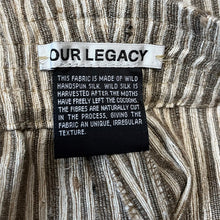 OUR LEGACY
THIS FABRIC IS MADE OF WILD
HANDSPUN SILK. WILD SILK IS
HARVESTED AFTER THE MOTHS
HAVE FREELY LEFT THE COCOONS.
THE FIBRES ARE NATURALLY CUT
IN THE PROCESS, GIVING THE
FABRIC AN UNIQUE, IRREGULAR
TEXTURE.